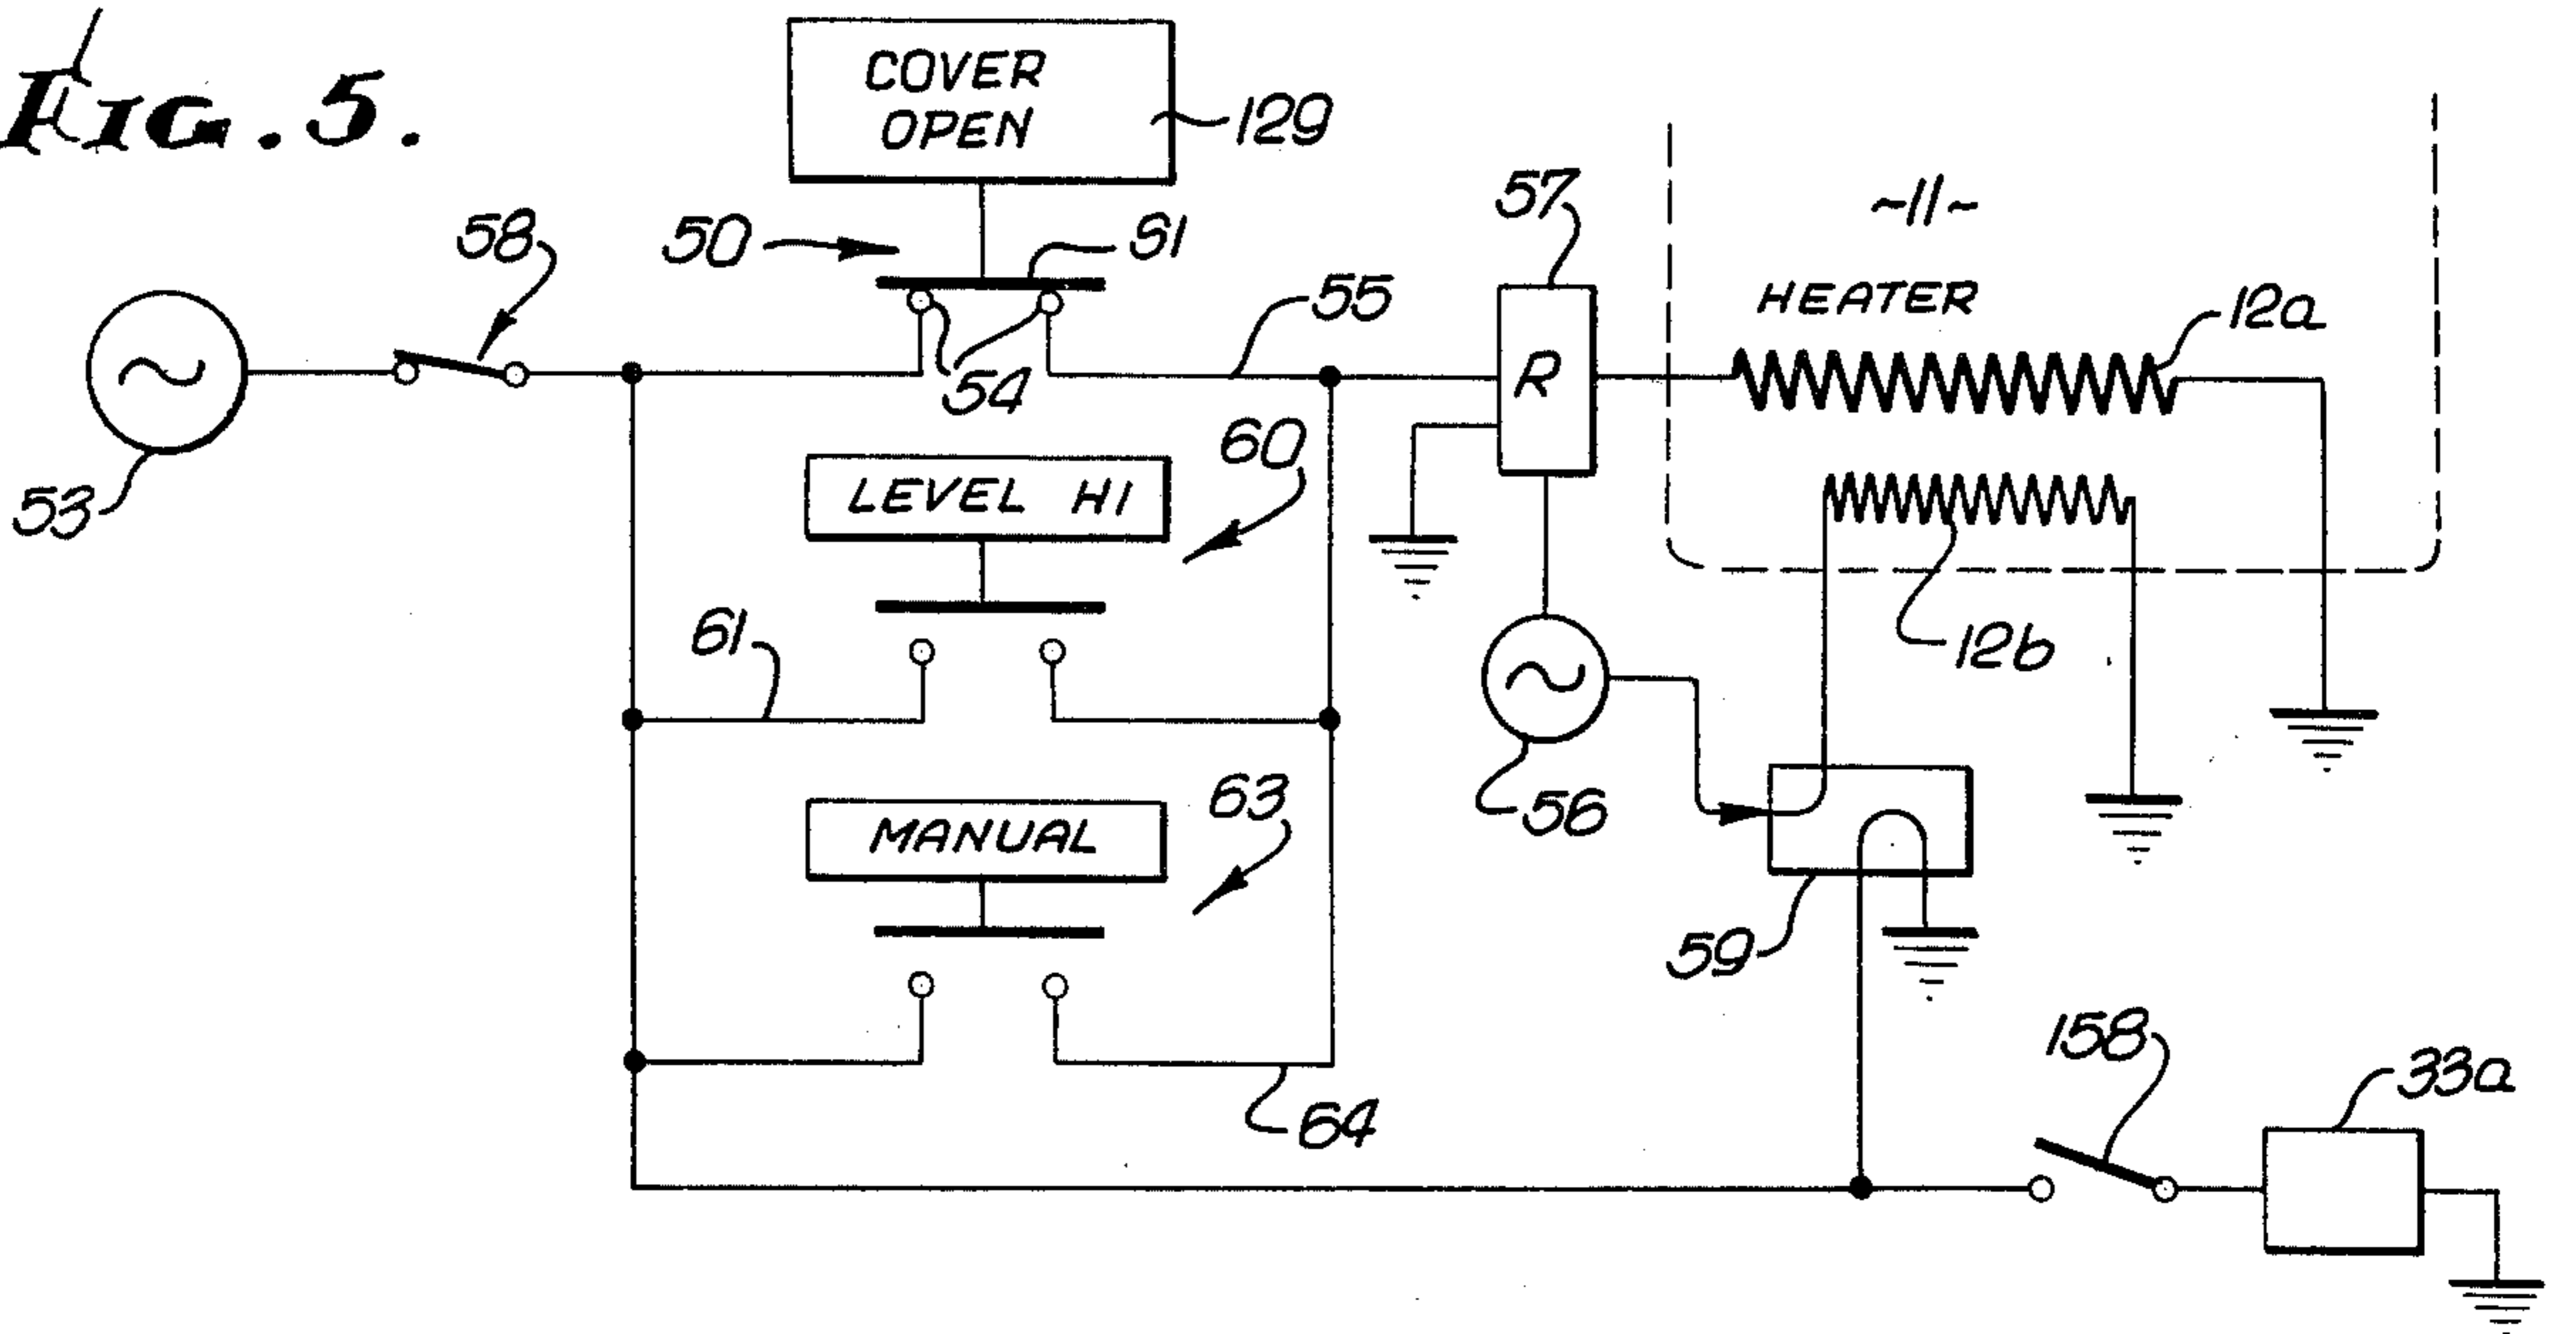 FIG. 5.
COVER
OPEN
129
58
50
S1
57
~11~
55
HEATER
12a
54
R
60
53
LEVEL HI
61
12b
63
56
MANUAL
59
158
33a
64